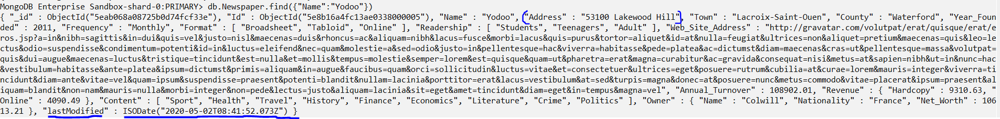 MongoDB Enterprise Sandbox-shard-0:PRIMARY> db.Newspaper.find({"Name":"Yodoo"})
{ "_id" : ObjectId("5eab068a08725b0d74fcf33e"), "Id" : ObjectId("5e8b16a4fc13ae0338000005"), "Name" : "Yodoo", "Address" : "53100 Lakewood Hill", "Town" : "Lacroix-Saint-Ouen", "County" : "Waterford", "Year_Foun
ded" : 2011, "Frequency" : "Monthly", "Format" : [ "Broadsheet", "Tabloid", "Online" ], "Readership" : [ "Students", "Teenagers", "Adult" ], "Web_Site_Address" : "http://gravatar.com/volutpat/erat/quisque/erat/e
ros.jsp?a=in&nibh=sagittis&in=dui&quis=vel&justo=nisl&maecenas=duis&rhoncus=ac&aliquam=nibh&lacus=fusce&morbi=lacus&quis=purus&tortor=aliquet&id=at&nulla=feugiat&ultrices=non&aliquet=pretium&maecenas=quis&leo=le
ctus&odio=suspendisse&condimentum=potenti&id=in&luctus=eleifend&nec=quam&molestie=a&sed=odio&justo=in&pellentesque=hac&viverra=habitasse&pede=platea&ac=dictumst&diam=maecenas&cras=ut&pellentesque=massa&volutpat=
quis&dui=augue&maecenas=luctus&tristique=tincidunt&est=nulla&et=mollis&tempus=molestie&semper=lorem&est=quisque&quam=ut&pharetra=erat&magna=curabitur&ac=gravida&consequat=nisi&metus=at&sapien=nibh&ut=in&nunc=hac
&vestibulum=habitasse&ante=platea&ipsum=dictumst&primis=aliquam&in=augue&faucibus=quam&orci=sollicitudin&luctus=vitae&et=consectetuer&ultrices=eget&posuere=rutrum&cubilia=at&curae=lorem&mauris=integer&viverra=ti
ncidunt&diam=ante&vitae=vel&quam=ipsum&suspendisse=praesent&potenti=blandit&nullam=lacinia&porttitor=erat&lacus=vestibulum&at=sed&turpis=magna&donec=at&posuere=nunc&metus=commodo&vitae=placerat&ipsum=praesent&al
iquam=blandit&non=nam&mauris=nulla&morbi=integer&non=pede&lectus=justo&aliquam=lacinia&sit=eget&amet=tincidunt&diam=eget&in=tempus&magna=vel", "Annual_Turnover" : 108902.01, "Revenue" : { "Hardcopy" : 9310.63, "
Online" : 4090.49 }, "Content" : [ "Sport", "Health", "Travel", "History", "Finance", "Economics", "Literature", "Crime", "Politics" ], "Owner" : { "Name" : "Colwill", "Nationality" : "France", "Net_Worth" : 106
13.21 }, "lastModified" : ISODate("2020-05-02T08:41:52.073Z") }